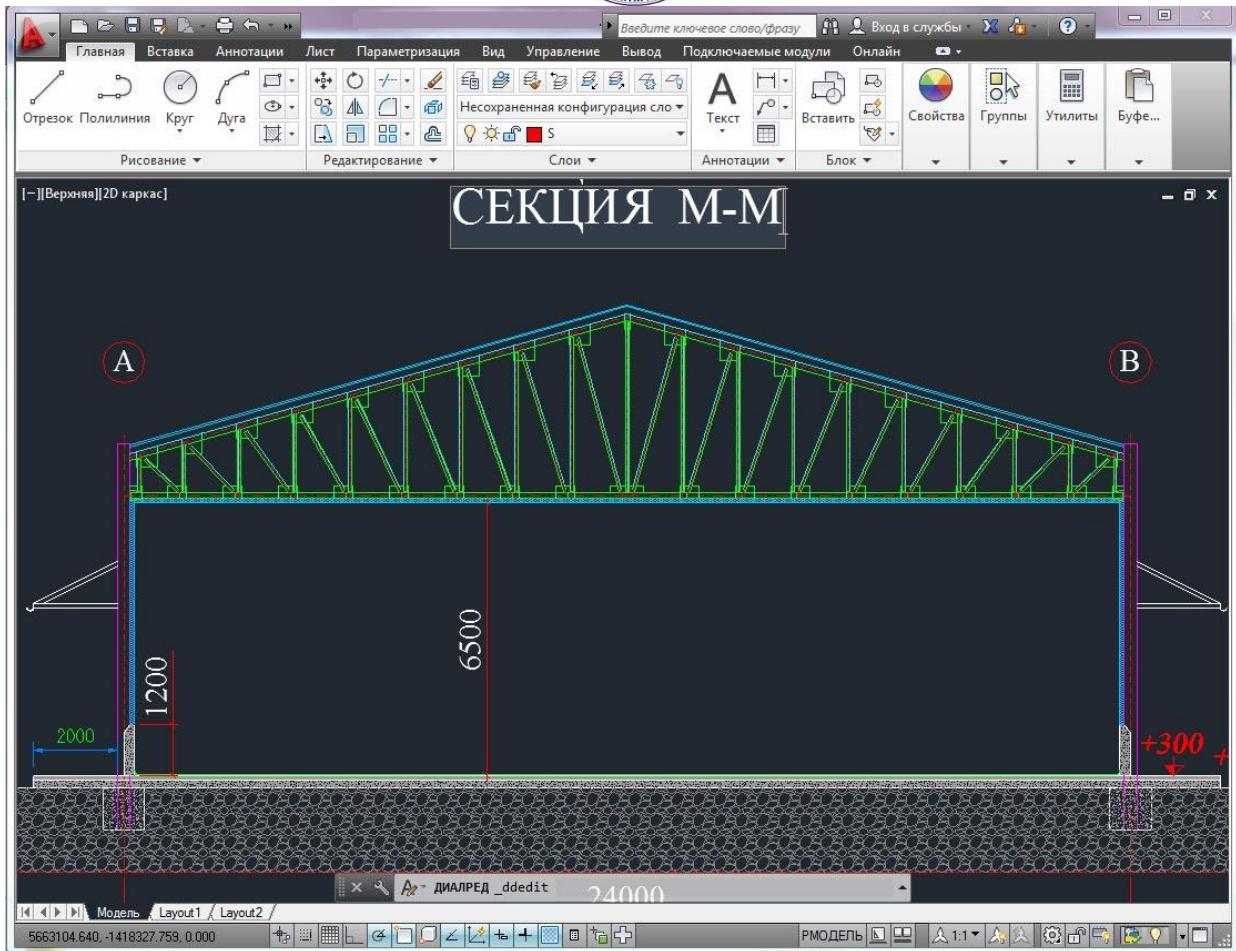 Введите ключевое слово/фразу
Вход в службы
Главная Вставка Аннотации Лист Параметризация Вид Управление Вывод Подключаемые модули Онлайн
Отрезок Полилиния Круг Дуга
Несохраненная конфигурация сло
S
Текст
Вставить
Свойства Группы Утилиты Буфе...
Рисование Редактирование Слои Аннотации Блок
[−][Верхняя][2D каркас]
СЕКЦИЯ М-М
А В
6500
1200
2000
+300 +
ДИАЛРЕД _ddedit
24000
Модель Layout1 Layout2
5663104.640, -1418327.759, 0.000
РМОДЕЛЬ 1:1